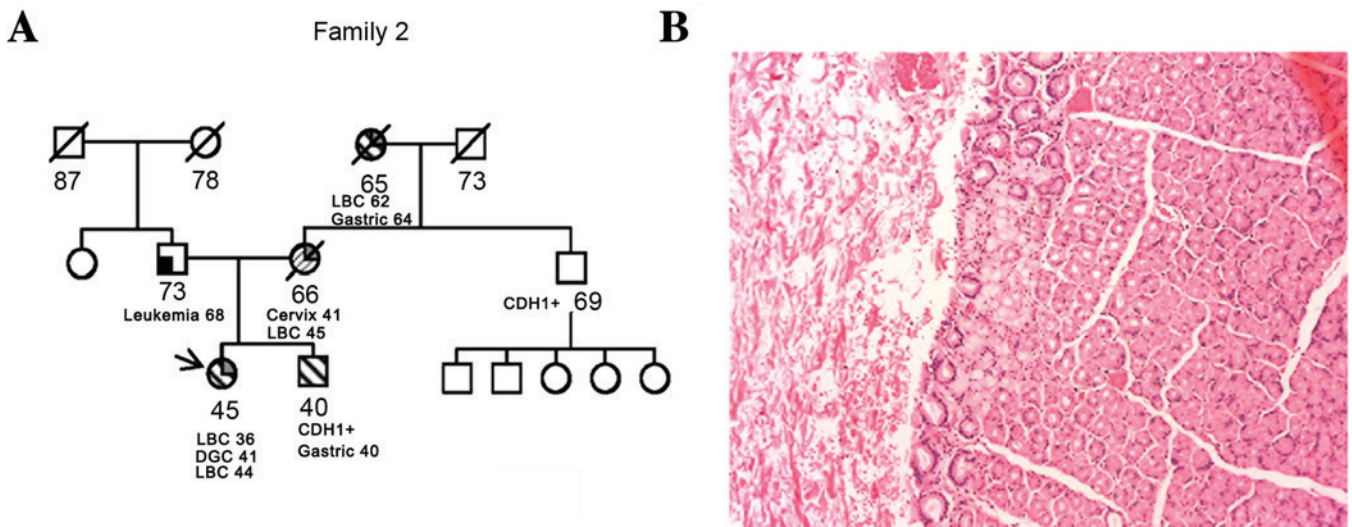 A
Family 2
B
87
78
65
LBC 62
Gastric 64
73
73
Leukemia 68
66
Cervix 41
LBC 45
CDH1+ 69
45
LBC 36
DGC 41
LBC 44
40
CDH1+
Gastric 40